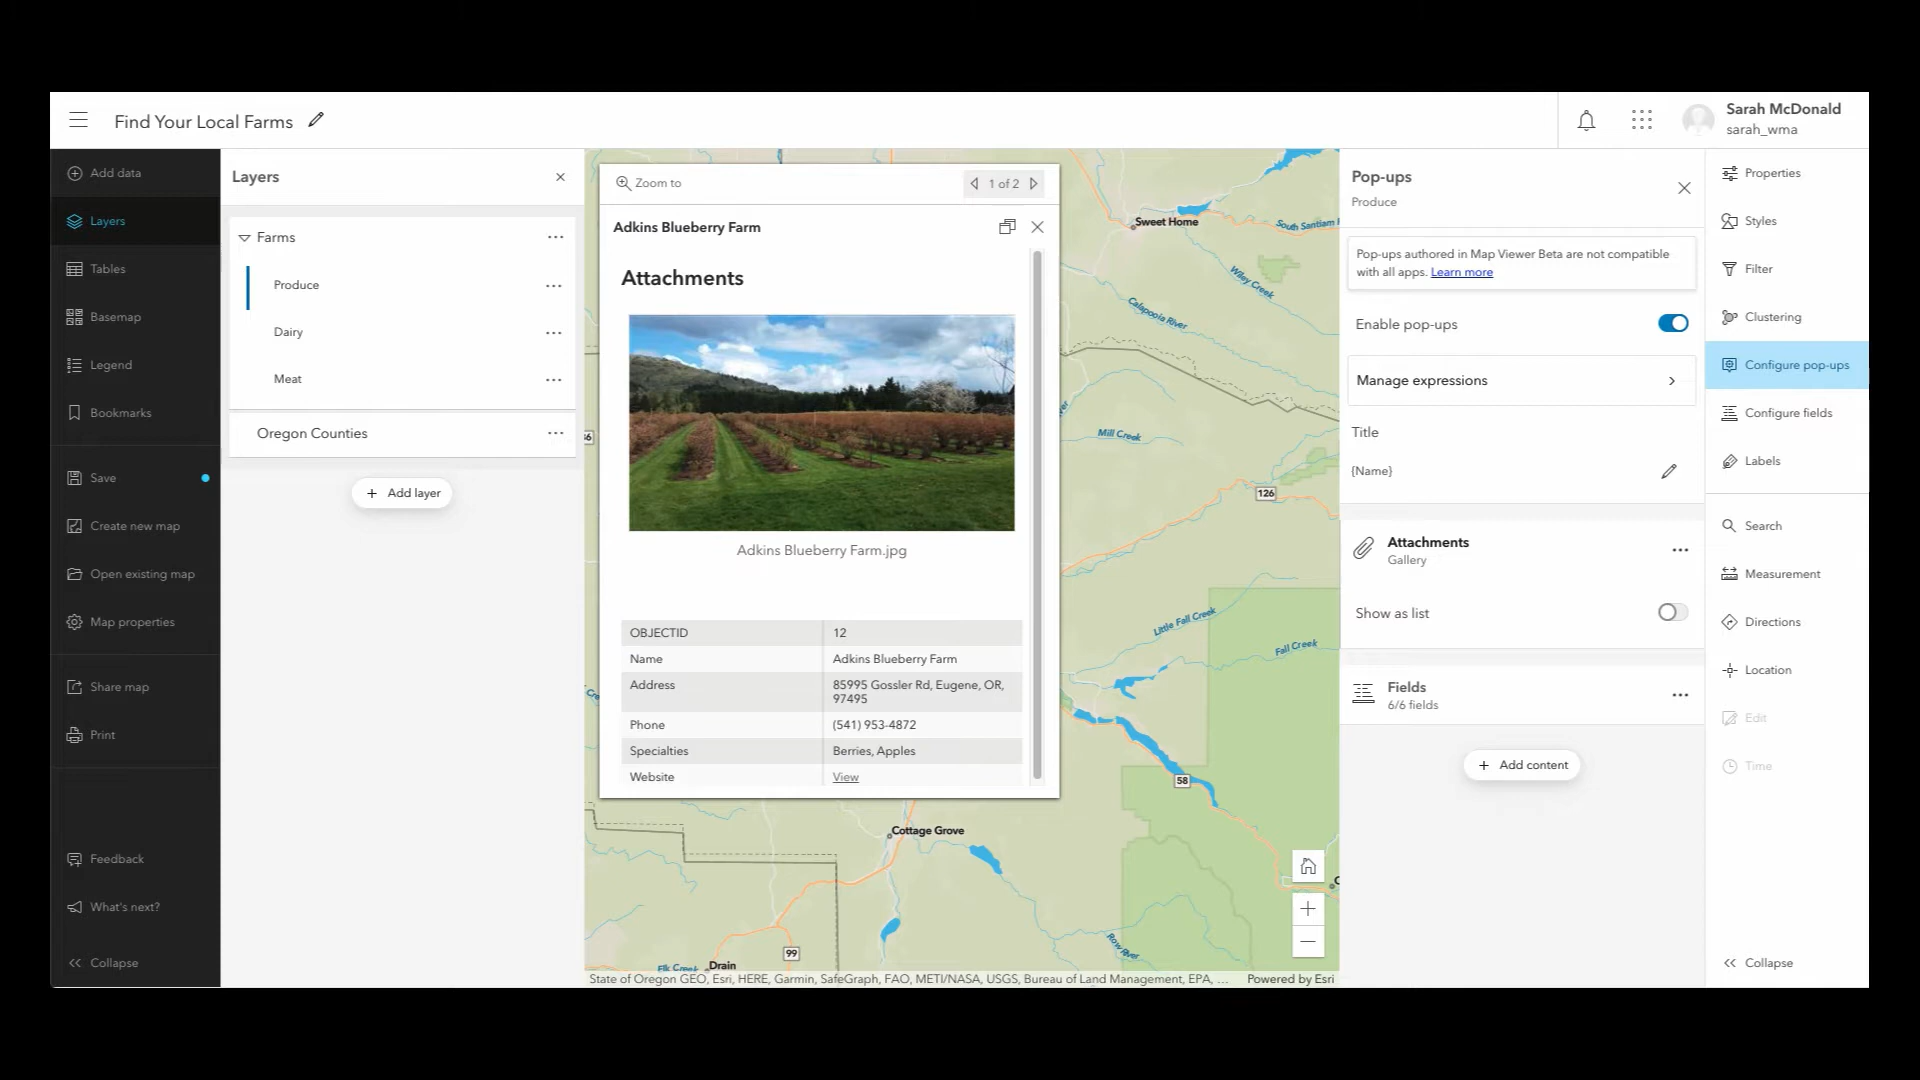 Find Your Local Farms
Sarah McDonald
sarah_wma
Add data
Layers
Tables
Basemap
Legend
Bookmarks
Save
Create new map
Open existing map
Map properties
Share map
Print
Feedback
What's next?
Collapse
Layers
Farms
Produce
Dairy
Meat
Oregon Counties
Add layer
Zoom to
1 of 2
Adkins Blueberry Farm
Attachments
Adkins Blueberry Farm.jpg
OBJECTID 12
Name Adkins Blueberry Farm
Address 85995 Gossler Rd, Eugene, OR,
97495
Phone (541) 953-4872
Specialties Berries, Apples
Website View
Sweet Home
South Santiam
Wiley Creek
Calapooia River
Mill Creek
126
Little Fall Creek
Fall Creek
58
Cottage Grove
99
Drain
Elk Creek
Row River
State of Oregon GEO, Esri, HERE, Garmin, SafeGraph, FAO, METI/NASA, USGS, Bureau of Land Management, EPA, ...
Powered by Esri
Pop-ups
Produce
Pop-ups authored in Map Viewer Beta are not compatible
with all apps. Learn more
Enable pop-ups
Manage expressions
Title
{Name}
Attachments
Gallery
Show as list
Fields
6/6 fields
Add content
Properties
Styles
Filter
Clustering
Configure pop-ups
Configure fields
Labels
Search
Measurement
Directions
Location
Edit
Time
Collapse